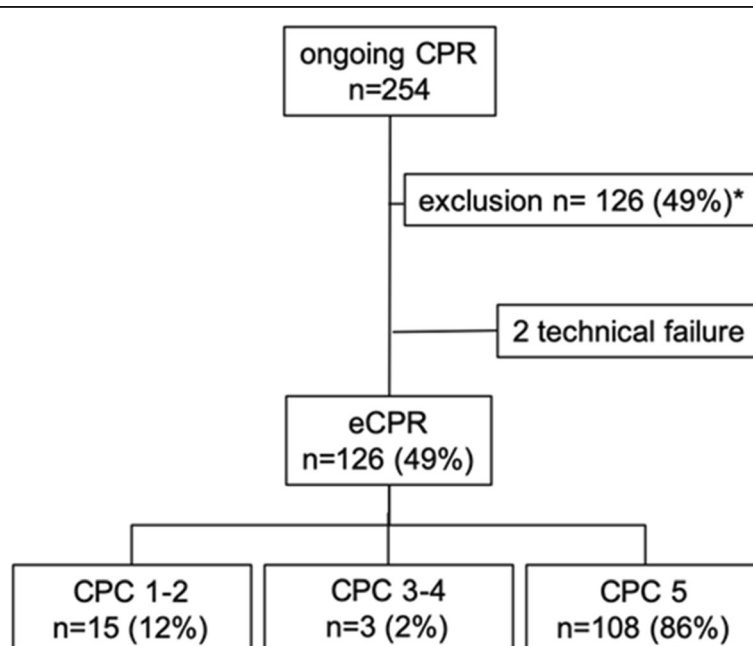 ongoing CPR
n=254
exclusion n= 126 (49%)*
2 technical failure
eCPR
n=126 (49%)
CPC 1-2
n=15 (12%)
CPC 3-4
n=3 (2%)
CPC 5
n=108 (86%)